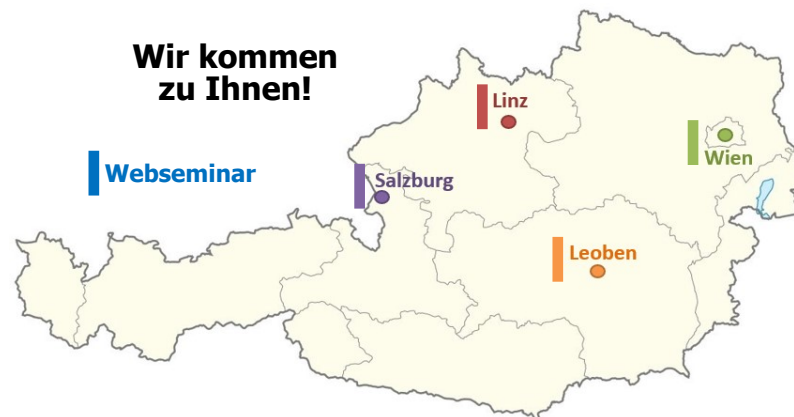 Wir kommen
zu Ihnen!
Linz
Wien
Webseminar
Salzburg
Leoben